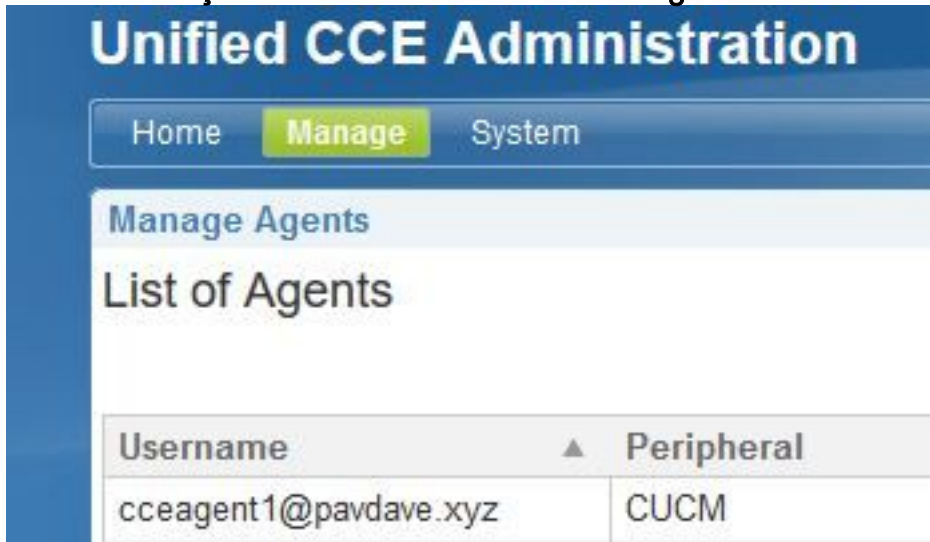 Unified CCE Administration
Home Manage System
Manage Agents
List of Agents
Username Peripheral
cceagent1@pavdave.xyz CUCM